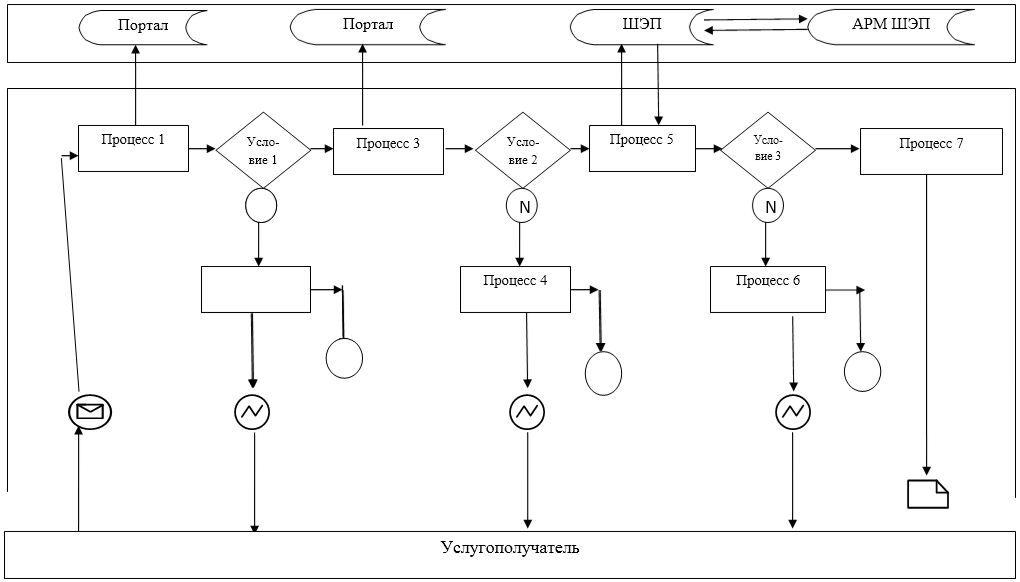 Портал
Портал
ШЭП
АРМ ШЭП
Процесс 1
Усло-
вие 1
Процесс 3
Усло-
вие 2
Процесс 5
Усло-
вие 3
Процесс 7
N
N
Процесс 4
Процесс 6
Услугополучатель